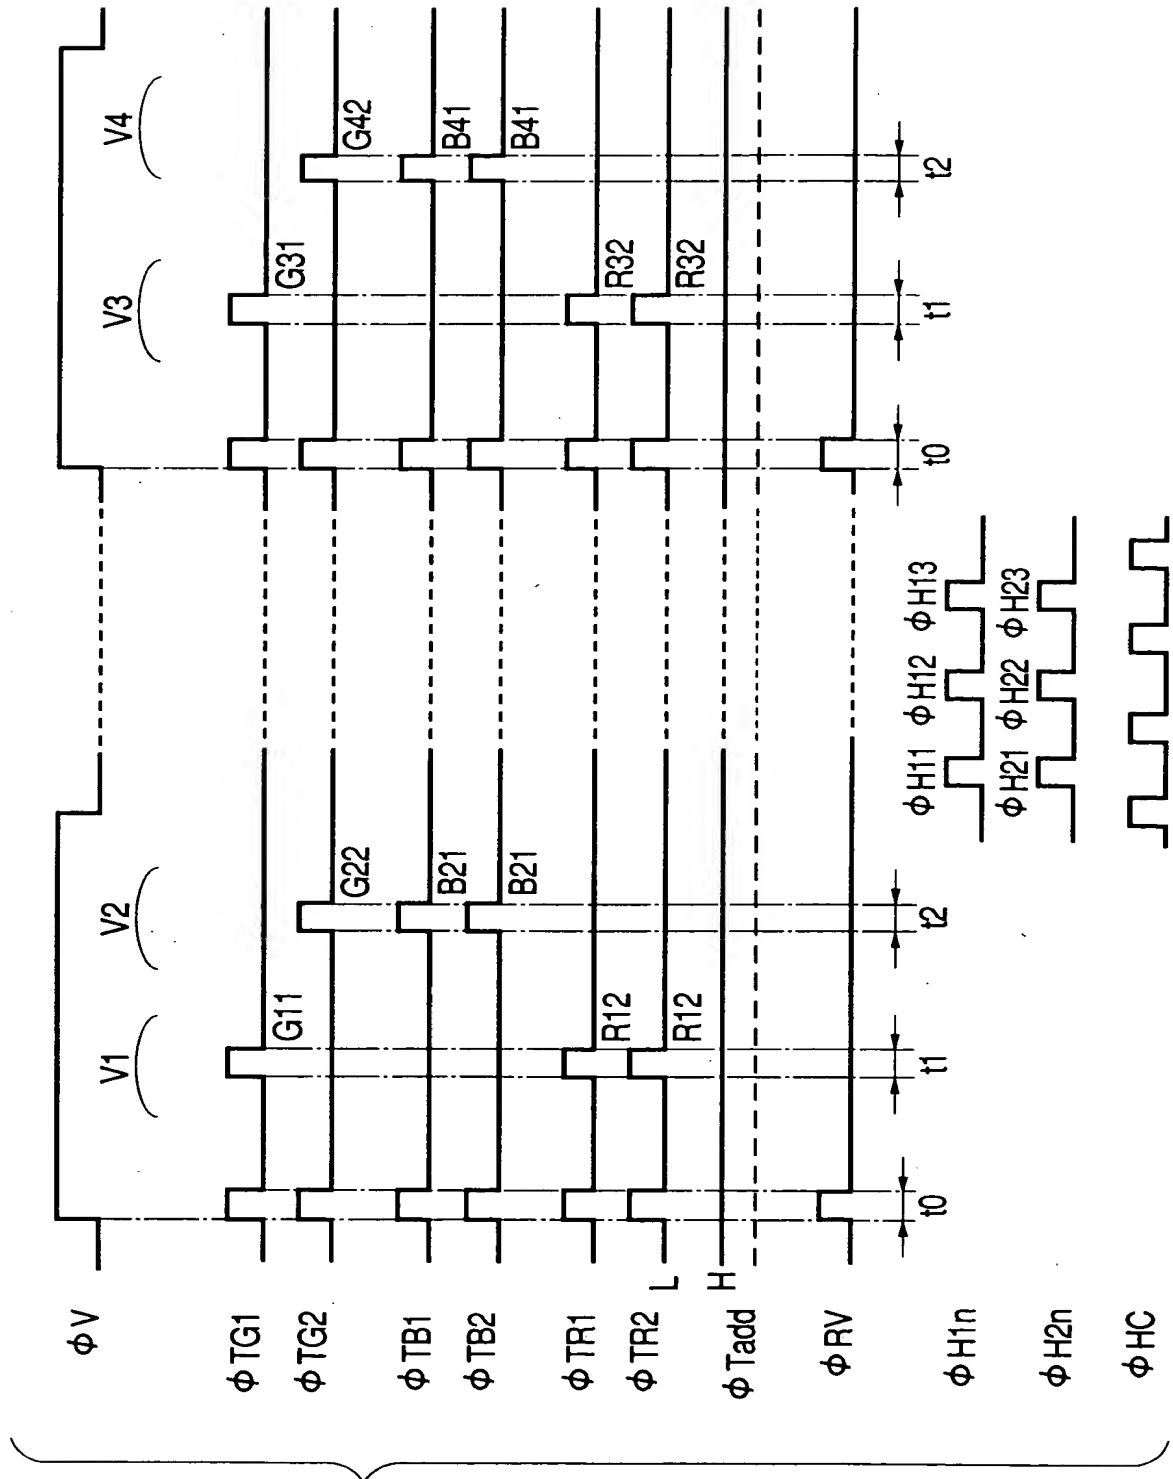 V1 V2 V3 V4
φV
φTG1 G11 G31
φTG2 G22 G42
φTB1 B21 B41
φTB2 B21 B41
φTR1 R12 R32
φTR2 R12 R32
L
H
φTadd
φRV
t0 t1 t2 t0 t1 t2
φH11 φH12 φH13
φH1n
φH21 φH22 φH23
φH2n
φHC